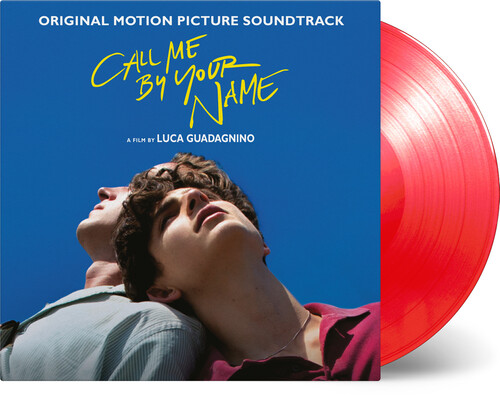 ORIGINAL MOTION PICTURE SOUNDTRACK
CALL ME
BY YOUR
NAME
A FILM BY LUCA GUADAGNINO